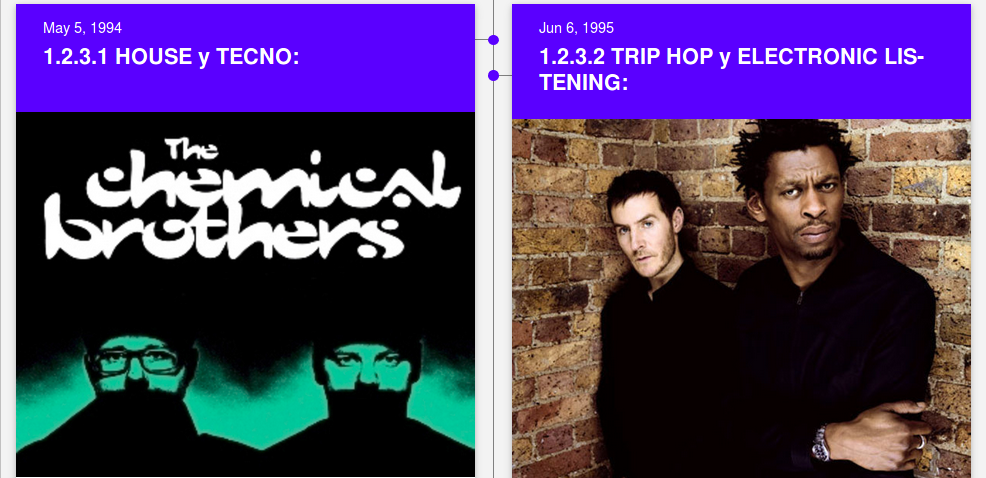 May 5, 1994
1.2.3.1 HOUSE y TECNO:
The
chemical
brothers
Jun 6, 1995
1.2.3.2 TRIP HOP y ELECTRONIC LIS-
TENING: